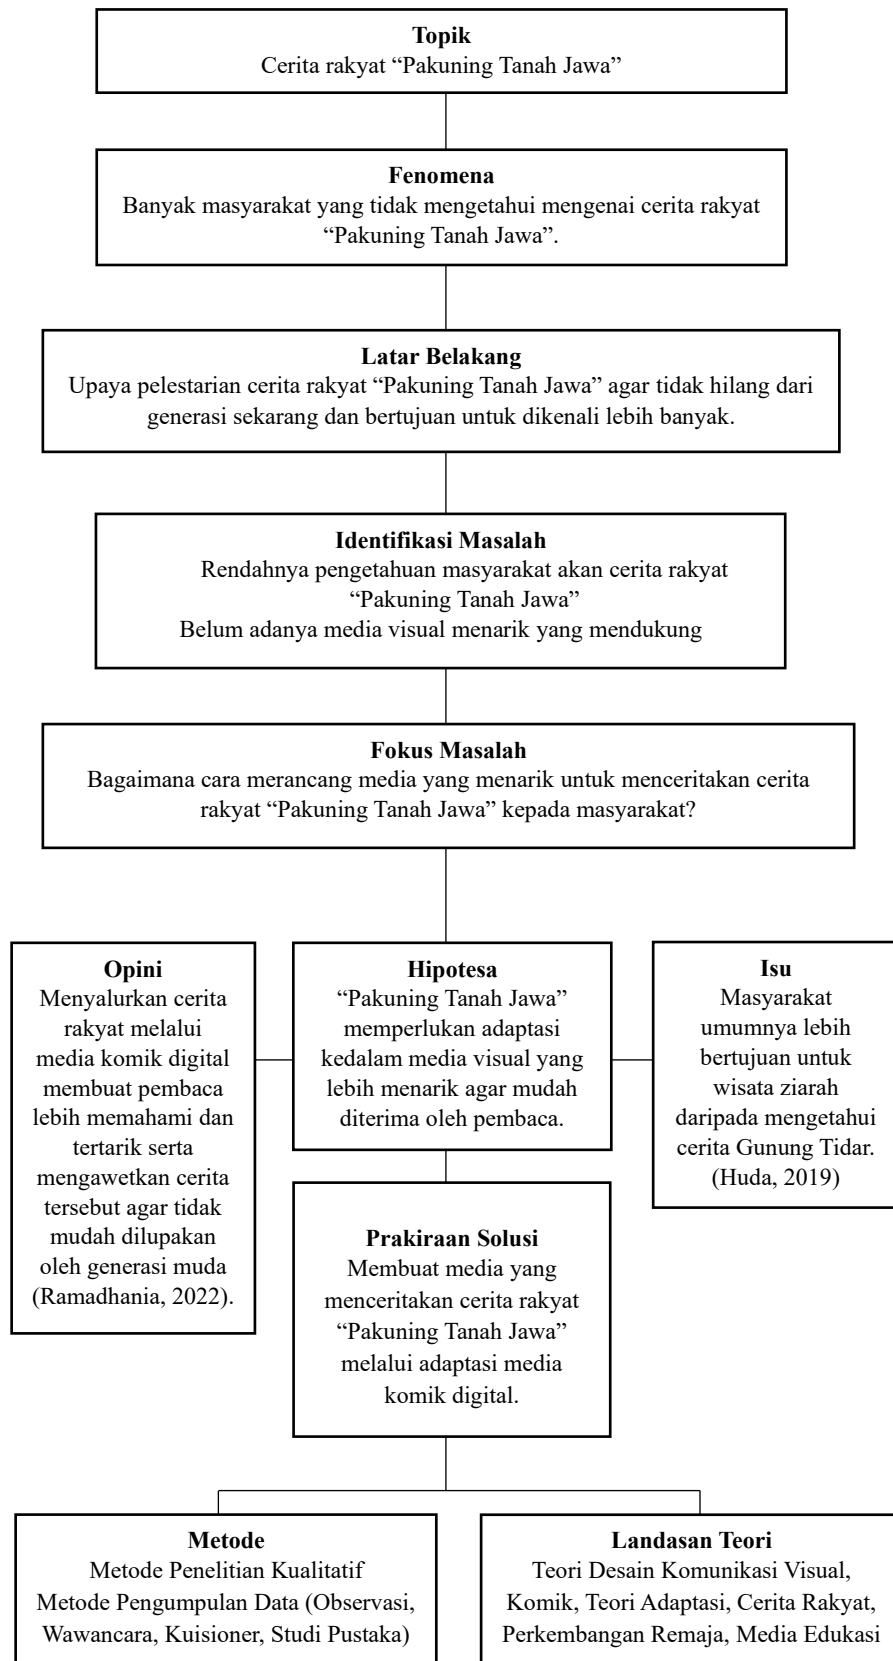 Topik
Cerita rakyat “Pakuning Tanah Jawa”
Fenomena
Banyak masyarakat yang tidak mengetahui mengenai cerita rakyat
“Pakuning Tanah Jawa”.
Latar Belakang
Upaya pelestarian cerita rakyat “Pakuning Tanah Jawa” agar tidak hilang dari
generasi sekarang dan bertujuan untuk dikenali lebih banyak.
Identifikasi Masalah
Rendahnya pengetahuan masyarakat akan cerita rakyat
“Pakuning Tanah Jawa”
Belum adanya media visual menarik yang mendukung
Fokus Masalah
Bagaimana cara merancang media yang menarik untuk menceritakan cerita
rakyat “Pakuning Tanah Jawa” kepada masyarakat?
Opini
Menyalurkan cerita
rakyat melalui
media komik digital
membuat pembaca
lebih memahami dan
tertarik serta
mengawetkan cerita
tersebut agar tidak
mudah dilupakan
oleh generasi muda
(Ramadhania, 2022).
Hipotesa
“Pakuning Tanah Jawa”
memperlukan adaptasi
kedalam media visual yang
lebih menarik agar mudah
diterima oleh pembaca.
Isu
Masyarakat
umumnya lebih
bertujuan untuk
wisata ziarah
daripada mengetahui
cerita Gunung Tidar.
(Huda, 2019)
Prakiraan Solusi
Membuat media yang
menceritakan cerita rakyat
“Pakuning Tanah Jawa”
melalui adaptasi media
komik digital.
Metode
Metode Penelitian Kualitatif
Metode Pengumpulan Data (Observasi,
Wawancara, Kuisioner, Studi Pustaka)
Landasan Teori
Teori Desain Komunikasi Visual,
Komik, Teori Adaptasi, Cerita Rakyat,
Perkembangan Remaja, Media Edukasi